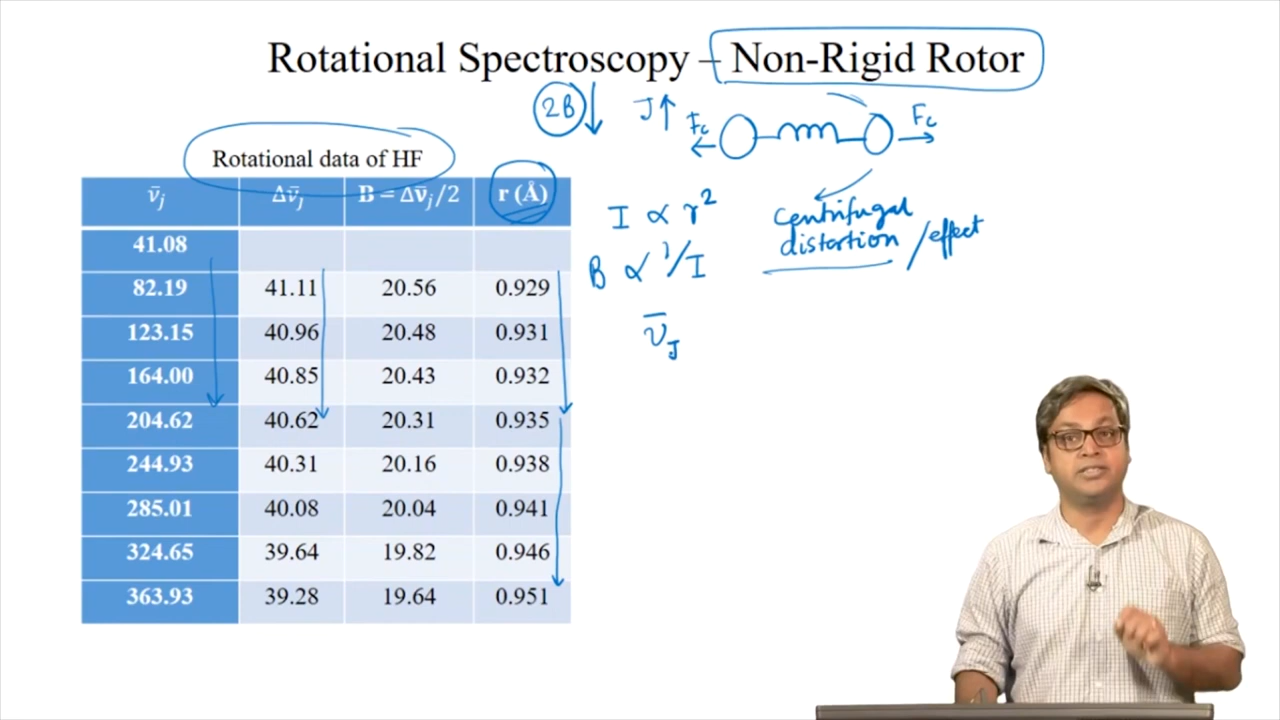 Rotational Spectroscopy – Non-Rigid Rotor
2B ↓ J↑ Fc Fc
Rotational data of HF
ν̄j Δν̄J B = Δν̄j/2 r (Å)
41.08
82.19 41.11 20.56 0.929
123.15 40.96 20.48 0.931
164.00 40.85 20.43 0.932
204.62 40.62 20.31 0.935
244.93 40.31 20.16 0.938
285.01 40.08 20.04 0.941
324.65 39.64 19.82 0.946
363.93 39.28 19.64 0.951
I ∝ r²
B ∝ 1/I
ν̄J
Centrifugal
distortion /effect